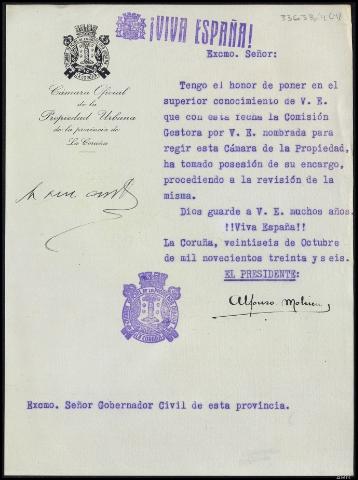 ¡VIVA ESPAÑA!
Excmo. Señor:
Cámara Oficial
de la
Propiedad Urbana
de la provincia de
La Coruña
Tengo el honor de poner en el
superior conocimiento de V. E.
que con esta fecha la Comisión
Gestora por V. E. nombrada para
regir esta Cámara de la Propiedad,
ha tomado posesión de su encargo,
procediendo a la revisión de la
misma.
Dios guarde a V. E. muchos años.
!!Viva España!!
La Coruña, veintiseis de Octubre
de mil novecientos treinta y seis.
EL PRESIDENTE:
Alfonso Molina
LA CORUÑA
Excmo. Señor Gobernador Civil de esta provincia.